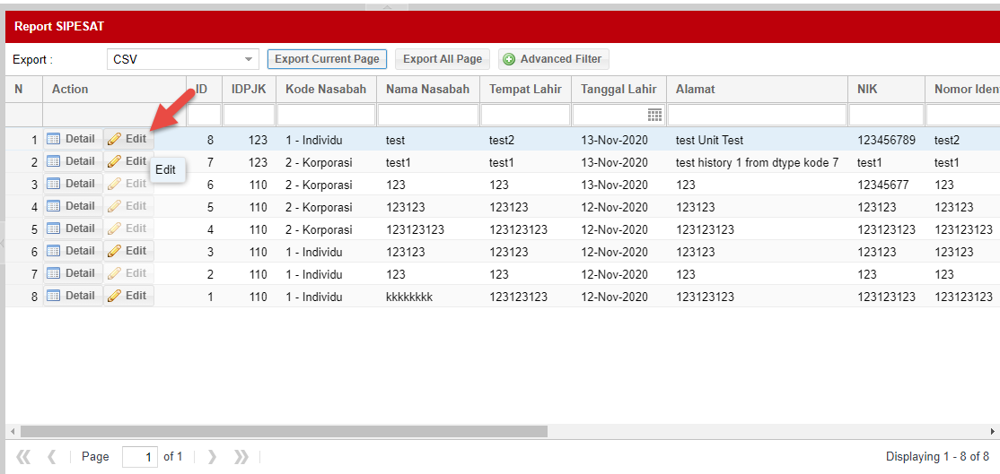 Report SIPESAT
Export : CSV Export Current Page Export All Page Advanced Filter
N Action ID IDPJK Kode Nasabah Nama Nasabah Tempat Lahir Tanggal Lahir Alamat NIK Nomor Iden
1 Detail Edit 8 123 1 - Individu test test2 13-Nov-2020 test Unit Test 123456789 test2
2 Detail Edit 7 123 2 - Korporasi test1 test1 13-Nov-2020 test history 1 from dtype kode 7 test1 test1
Edit
3 Detail Edit 6 110 2 - Korporasi 123 123 13-Nov-2020 123 12345677 123
4 Detail Edit 5 110 2 - Korporasi 123123 123123 12-Nov-2020 123123 123123 123123
5 Detail Edit 4 110 2 - Korporasi 123123123 123123123 12-Nov-2020 123123123 123123123 123123123
6 Detail Edit 3 110 1 - Individu 123123 123123 12-Nov-2020 123123 123123 123123
7 Detail Edit 2 110 1 - Individu 123 123 12-Nov-2020 123 123 123
8 Detail Edit 1 110 1 - Individu kkkkkkkk 123123123 12-Nov-2020 123123123 123123123 123123123
Page 1 of 1 Displaying 1 - 8 of 8